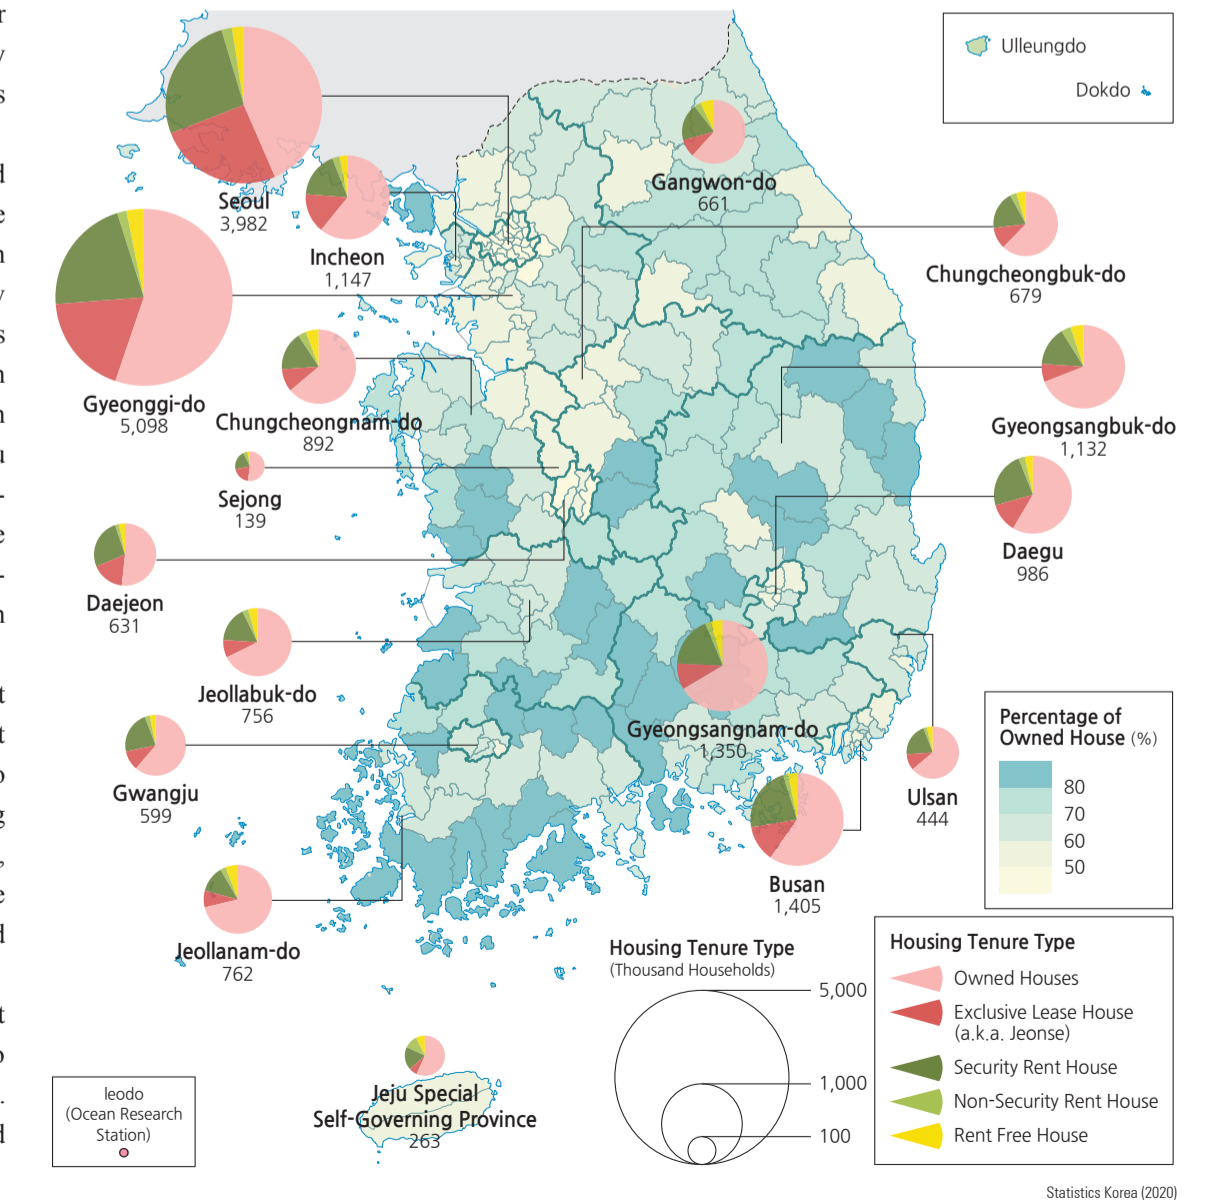 r
y
s
d
e
n
y
s
n
n
u
-
e
-
n
t
t
o
g
,
e
d
t
o
.
d
Ulleungdo
Dokdo
Seoul
3,982
Incheon
1,147
Gangwon-do
661
Chungcheongbuk-do
679
Gyeonggi-do
5,098
Chungcheongnam-do
892
Gyeongsangbuk-do
1,132
Sejong
139
Daegu
986
Daejeon
631
Jeollabuk-do
756
Gyeongsangnam-do
1,350
Gwangju
599
Ulsan
444
Busan
1,405
Jeollanam-do
762
Jeju Special
Self-Governing Province
263
Ieodo
(Ocean Research
Station)
Percentage of
Owned House (%)
80
70
60
50
Housing Tenure Type
(Thousand Households)
5,000
1,000
100
Housing Tenure Type
Owned Houses
Exclusive Lease House
(a.k.a. Jeonse)
Security Rent House
Non-Security Rent House
Rent Free House
Statistics Korea (2020)